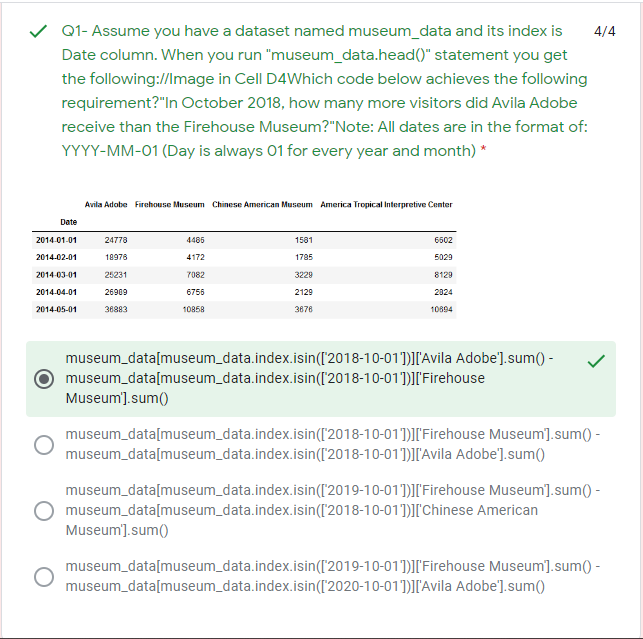 Q1- Assume you have a dataset named museum_data and its index is 4/4
Date column. When you run "museum_data.head()" statement you get
the following://Image in Cell D4Which code below achieves the following
requirement?"In October 2018, how many more visitors did Avila Adobe
receive than the Firehouse Museum?"Note: All dates are in the format of:
YYYY-MM-01 (Day is always 01 for every year and month) *
Avila Adobe Firehouse Museum Chinese American Museum America Tropical Interpretive Center
Date
2014-01-01 24778 4486 1581 6602
2014-02-01 18976 4172 1785 5029
2014-03-01 25231 7082 3229 8129
2014-04-01 26989 6756 2129 2824
2014-05-01 36883 10858 3676 10694
museum_data[museum_data.index.isin(['2018-10-01'])]['Avila Adobe'].sum() -
museum_data[museum_data.index.isin(['2018-10-01'])]['Firehouse
Museum'].sum()
museum_data[museum_data.index.isin(['2018-10-01'])]['Firehouse Museum'].sum() -
museum_data[museum_data.index.isin(['2018-10-01'])]['Avila Adobe'].sum()
museum_data[museum_data.index.isin(['2019-10-01'])]['Firehouse Museum'].sum() -
museum_data[museum_data.index.isin(['2018-10-01'])]['Chinese American
Museum'].sum()
museum_data[museum_data.index.isin(['2019-10-01'])]['Firehouse Museum'].sum() -
museum_data[museum_data.index.isin(['2020-10-01'])]['Avila Adobe'].sum()